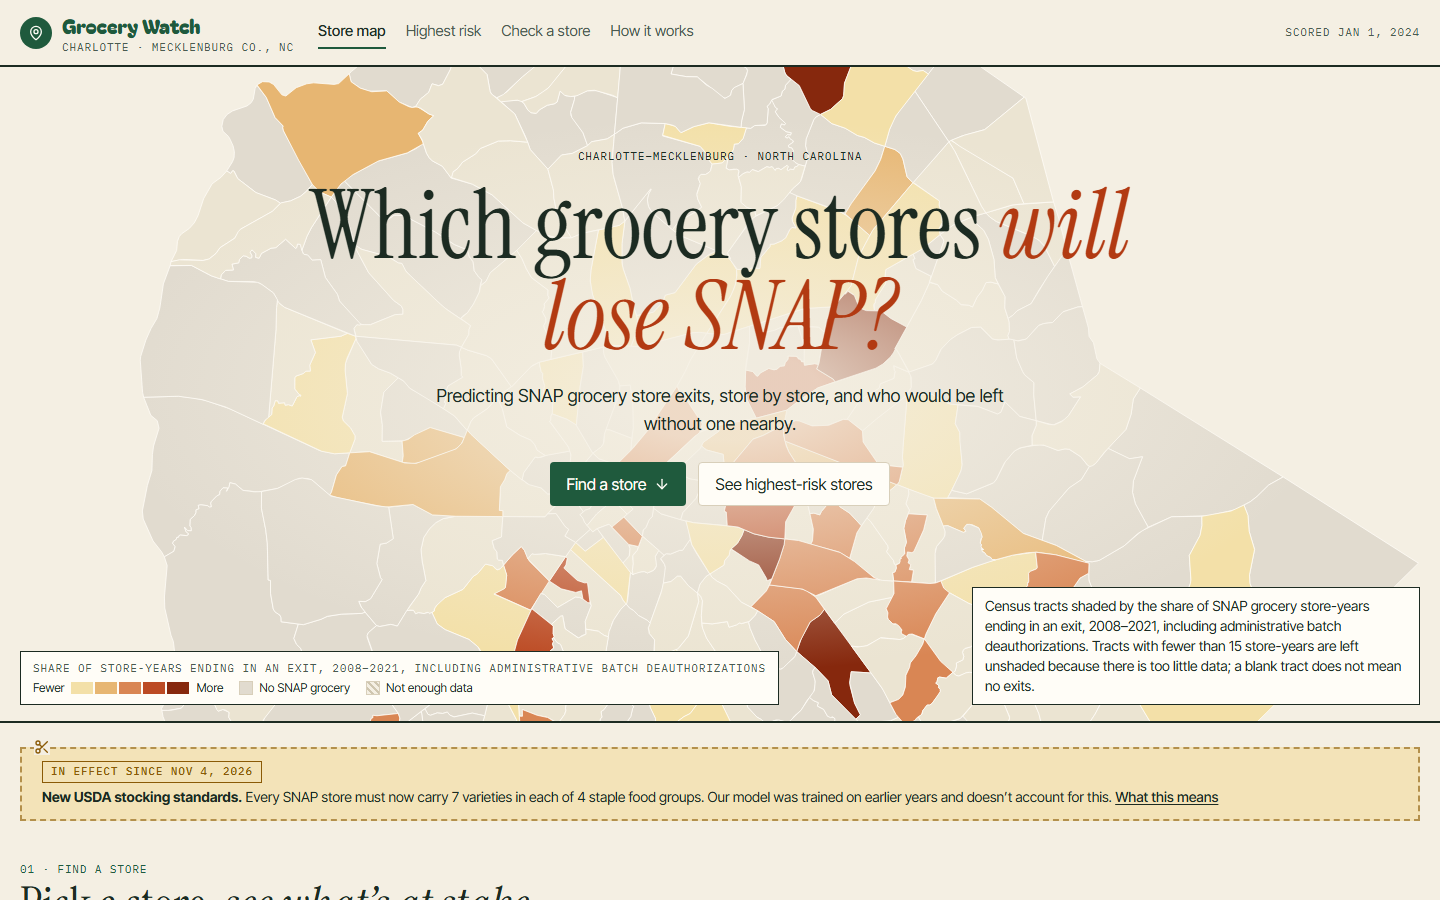 Grocery Watch
CHARLOTTE · MECKLENBURG CO., NC
Store map
Highest risk
Check a store
How it works
SCORED JAN 1, 2024
CHARLOTTE–MECKLENBURG · NORTH CAROLINA
Which grocery stores will
lose SNAP?
Predicting SNAP grocery store exits, store by store, and who would be left
without one nearby.
Find a store ↓
See highest-risk stores
SHARE OF STORE-YEARS ENDING IN AN EXIT, 2008–2021, INCLUDING ADMINISTRATIVE BATCH DEAUTHORIZATIONS
Fewer
More
No SNAP grocery
Not enough data
Census tracts shaded by the share of SNAP grocery store-years
ending in an exit, 2008–2021, including administrative batch
deauthorizations. Tracts with fewer than 15 store-years are left
unshaded because there is too little data; a blank tract does not mean
no exits.
IN EFFECT SINCE NOV 4, 2026
New USDA stocking standards. Every SNAP store must now carry 7 varieties in each of 4 staple food groups. Our model was trained on earlier years and doesn’t account for this. What this means
01 · FIND A STORE
Pick a store, see what’s at stake